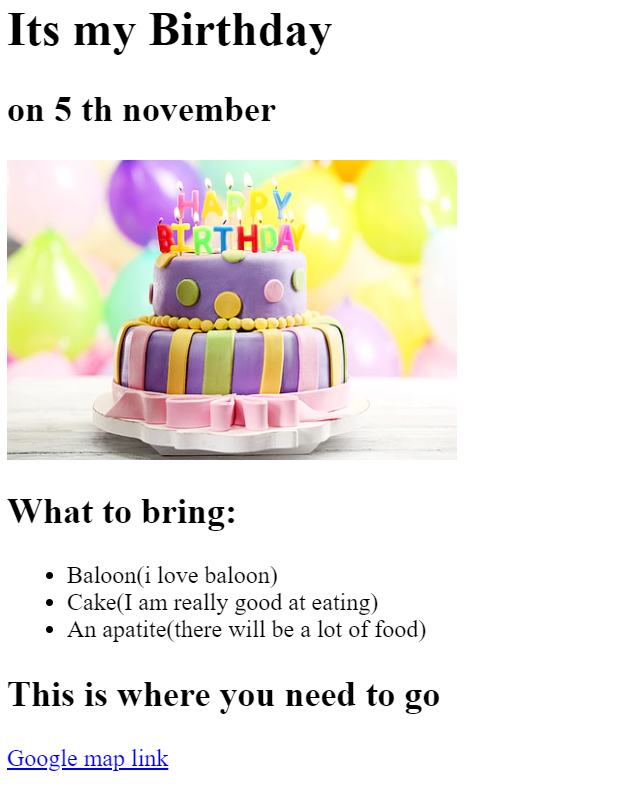 Its my Birthday
on 5 th november
HAPPY
BIRTHDAY
What to bring:
Baloon(i love baloon)
Cake(I am really good at eating)
An apatite(there will be a lot of food)
This is where you need to go
Google map link